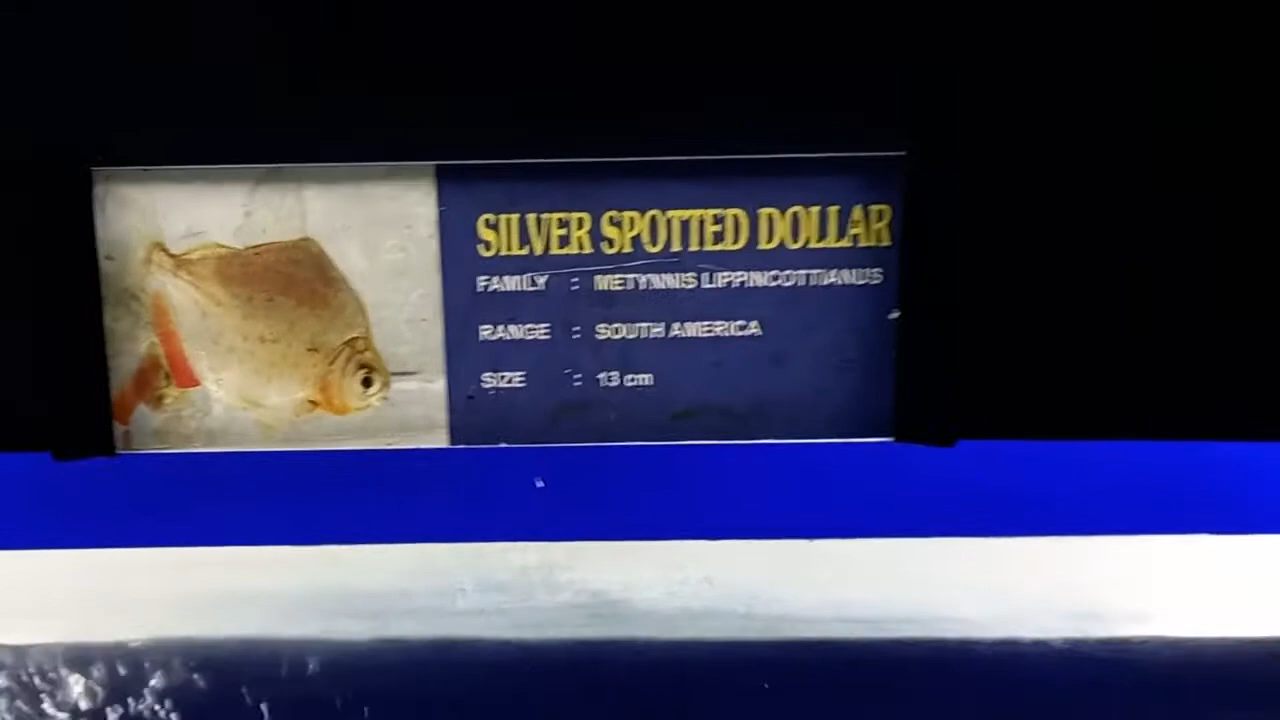 SILVER SPOTTED DOLLAR
FAMILY : METYNNIS LIPPINCOTTIANUS
RANGE : SOUTH AMERICA
SIZE : 13 cm